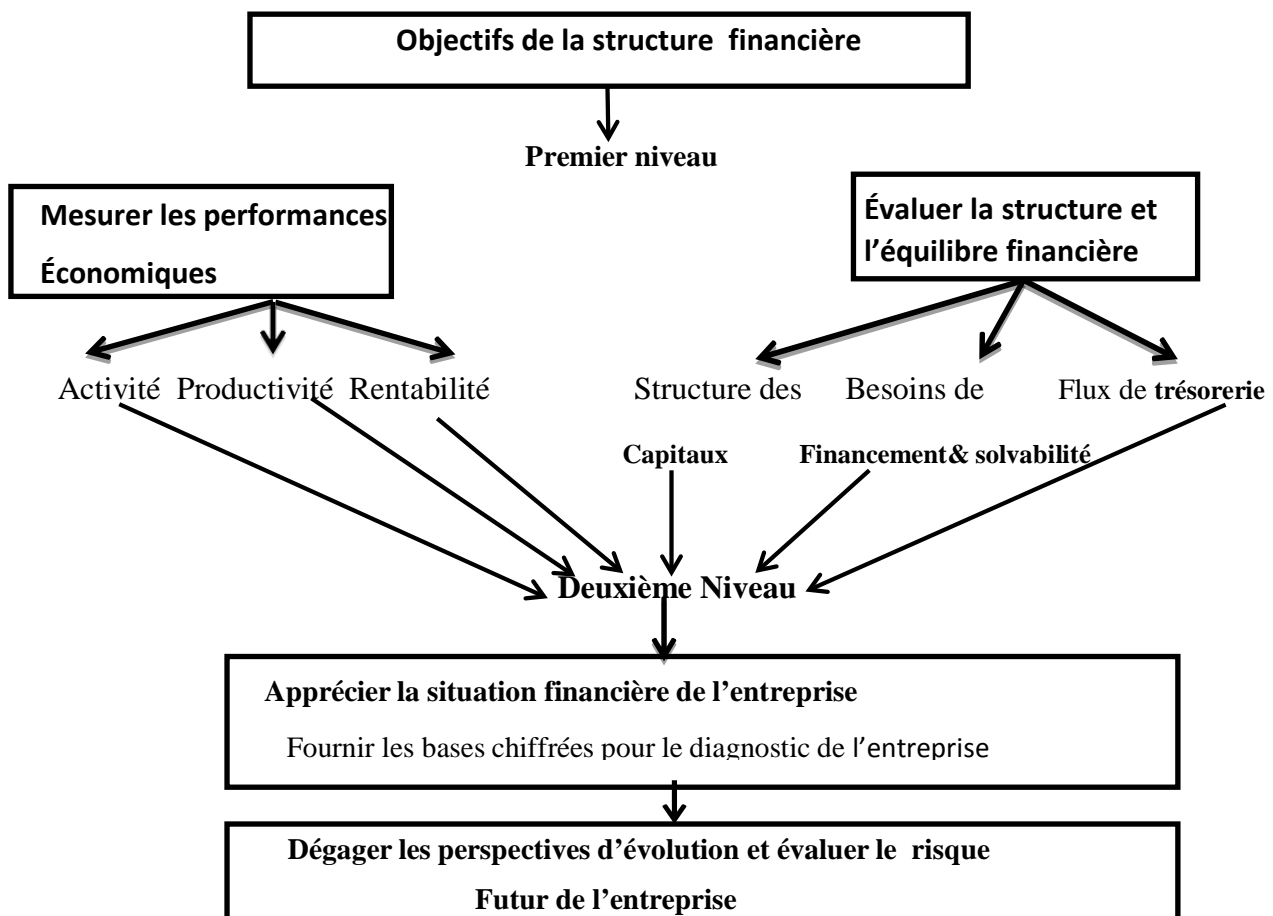 Objectifs de la structure financière
Premier niveau
Mesurer les performances
Économiques
Évaluer la structure et
l’équilibre financière
Activité Productivité Rentabilité
Structure des Besoins de Flux de trésorerie
Capitaux Financement& solvabilité
Deuxième Niveau
Apprécier la situation financière de l’entreprise
Fournir les bases chiffrées pour le diagnostic de l’entreprise
Dégager les perspectives d’évolution et évaluer le risque
Futur de l’entreprise